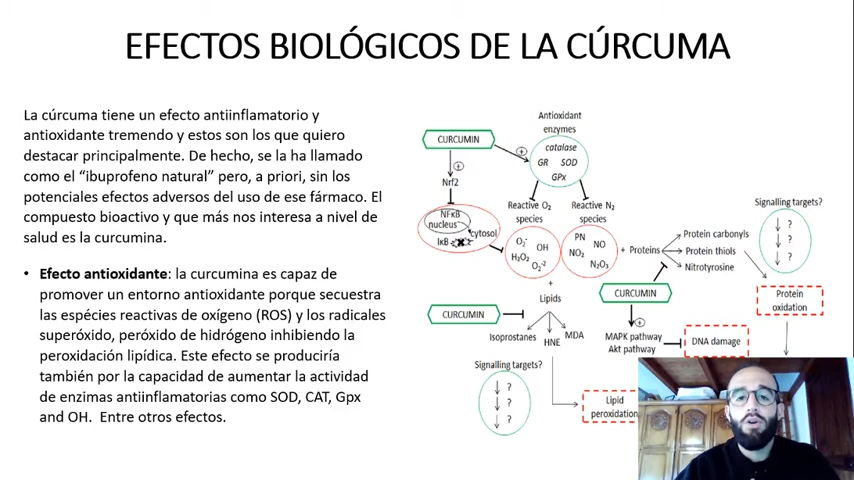 EFECTOS BIOLÓGICOS DE LA CÚRCUMA
La cúrcuma tiene un efecto antiinflamatorio y
antioxidante tremendo y estos son los que quiero
destacar principalmente. De hecho, se la ha llamado
como el “ibuprofeno natural” pero, a priori, sin los
potenciales efectos adversos del uso de ese fármaco. El
compuesto bioactivo y que más nos interesa a nivel de
salud es la curcumina.
• Efecto antioxidante: la curcumina es capaz de
promover un entorno antioxidante porque secuestra
las espécies reactivas de oxígeno (ROS) y los radicales
superóxido, peróxido de hidrógeno inhibiendo la
peroxidación lipídica. Este efecto se produciría
también por la capacidad de aumentar la actividad
de enzimas antiinflamatorias como SOD, CAT, Gpx
and OH. Entre otros efectos.
Antioxidant
enzymes
CURCUMIN
catalase
GR SOD
GPx
Nrf2
Reactive O₂
species
Reactive N₂
species
Signalling targets?
?
?
?
NFκB
nucleus
cytosol
IκB
O₂⁻ OH
H₂O₂
O₂⁻²
PN NO
NO₂
N₂O₃
+ Proteins
Protein carbonyls
Protein thiols
Nitrotyrosine
+
Lipids
CURCUMIN
Protein
oxidation
CURCUMIN
Isoprostanes
HNE
MDA
MAPK pathway
Akt pathway
DNA damage
Signalling targets?
?
?
?
Lipid
peroxidation